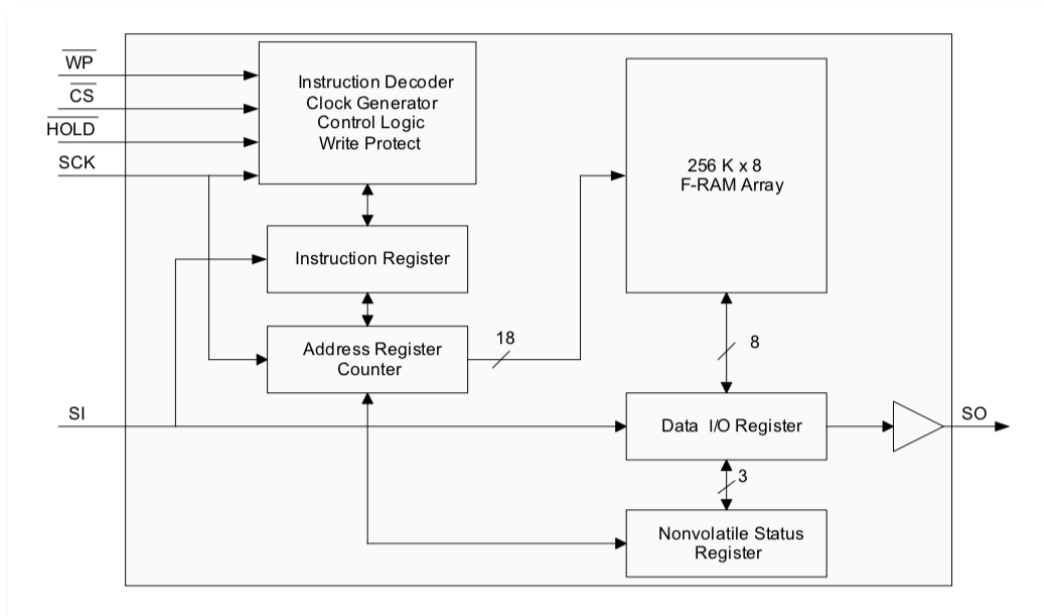 WP
CS
HOLD
SCK
Instruction Decoder
Clock Generator
Control Logic
Write Protect
256 K x 8
F-RAM Array
Instruction Register
Address Register
Counter
18
8
SI
Data I/O Register
SO
3
Nonvolatile Status
Register